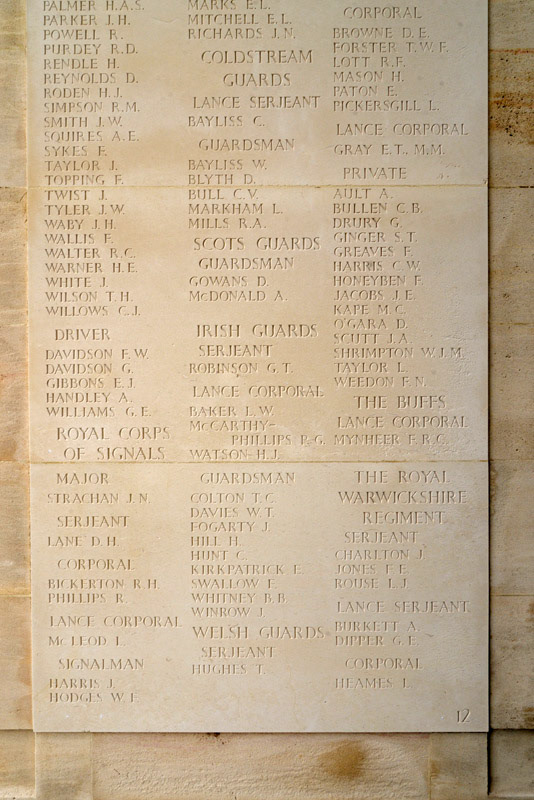 PALMER H.A.S.
PARKER J.H.
POWELL R.
PURDEY R.D.
RENDLE H.
REYNOLDS D.
RODEN H.J.
SIMPSON R.M.
SMITH J.W.
SQUIRES A.E.
SYKES F.
TAYLOR J.
TOPPING F.
TWIST J.
TYLER J.W.
WABY J.H.
WALLIS F.
WALTER R.C.
WARNER H.E.
WHITE J.
WILSON T.H.
WILLOWS C.J.
DRIVER
DAVIDSON F.W.
DAVIDSON G.
GIBBONS E.J.
HANDLEY A.
WILLIAMS G.E.
ROYAL CORPS
OF SIGNALS
MAJOR
STRACHAN J.N.
SERJEANT
LANE D.H.
CORPORAL
BICKERTON R.H.
PHILLIPS R.
LANCE CORPORAL
McLEOD I.
SIGNALMAN
HARRIS J.
HODGES W.F.
MARKS E.L.
MITCHELL E.L.
RICHARDS J.N.
COLDSTREAM
GUARDS
LANCE SERJEANT
BAYLISS C.
GUARDSMAN
BAYLISS W.
BLYTH D.
BULL C.V.
MARKHAM L.
MILLS R.A.
SCOTS GUARDS
GUARDSMAN
GOWANS D.
McDONALD A.
IRISH GUARDS
SERJEANT
ROBINSON G.T.
LANCE CORPORAL
BAKER L.W.
McCARTHY-
PHILLIPS P.G.
WATSON H.J.
GUARDSMAN
COLTON T.C.
DAVIES W.T.
FOGARTY J.
HILL H.
HUNT C.
KIRKPATRICK E.
SWALLOW F.
WHITNEY B.B.
WINROW J.
WELSH GUARDS
SERJEANT
HUGHES T.
CORPORAL
BROWNE D.E.
FORSTER T.W.F.
LOTT R.F.
MASON H.
PATON E.
PICKERSGILL L.
LANCE CORPORAL
GRAY E.T., M.M.
PRIVATE
AULT A.
BULLEN C.B.
DRURY G.
GINGER S.T.
GREAVES F.
HARRIS C.W.
HONEYBEN F.
JACOBS J.E.
KAPE M.C.
O'GARA D.
SCUTT J.A.
SHRIMPTON W.J.M.
TAYLOR L.
WEEDON F.N.
THE BUFFS
LANCE CORPORAL
MYNHEER F.R.C.
THE ROYAL
WARWICKSHIRE
REGIMENT
SERJEANT
CHARLTON J.
JONES F.E.
ROUSE L.J.
LANCE SERJEANT
BURKETT A.
DIPPER G.E.
CORPORAL
HEAMES I.
12